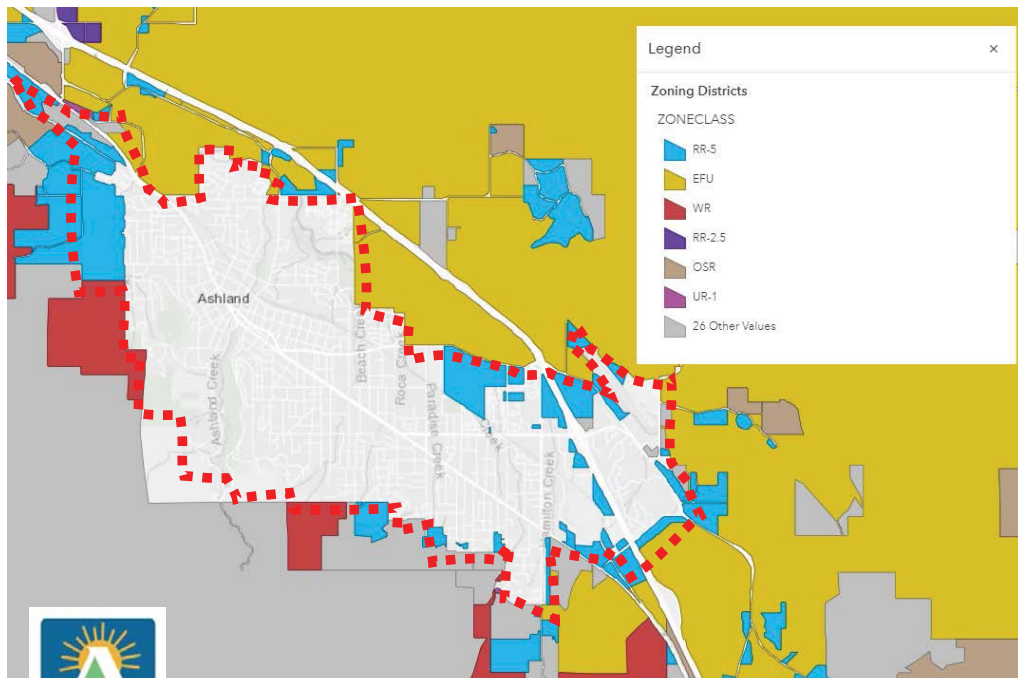 Legend ×
Zoning Districts
ZONECLASS
RR-5
EFU
WR
RR-2.5
OSR
UR-1
26 Other Values
Ashland
Ashland Creek
Beach Creek
Roca Creek
Paradise Creek
Creek
Hamilton Creek